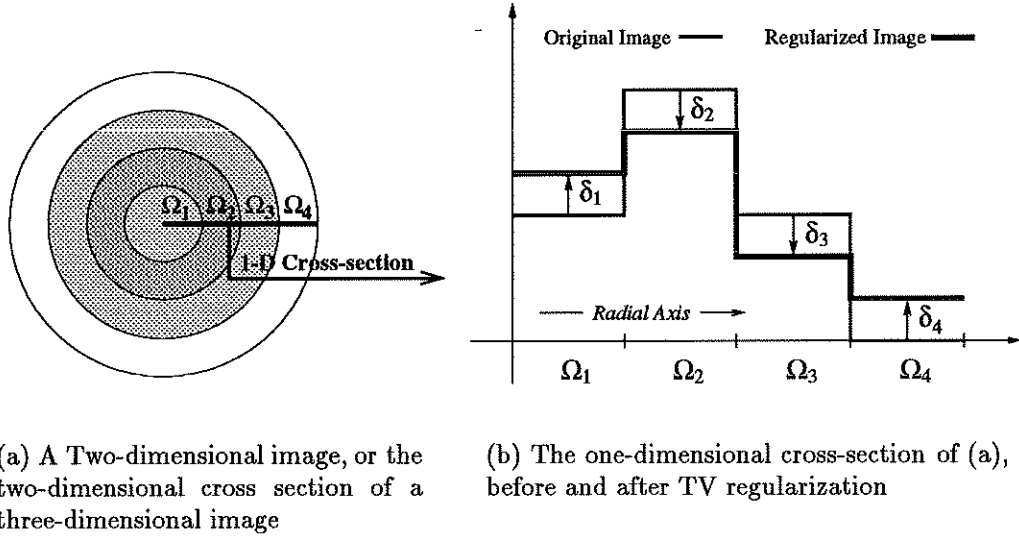 Original Image
Regularized Image
Ω₁ Ω₂ Ω₃ Ω₄
1-D Cross-section
δ₁
δ₂
δ₃
δ₄
Radial Axis
Ω₁ Ω₂ Ω₃ Ω₄
(a) A Two-dimensional image, or the
two-dimensional cross section of a
three-dimensional image
(b) The one-dimensional cross-section of (a),
before and after TV regularization